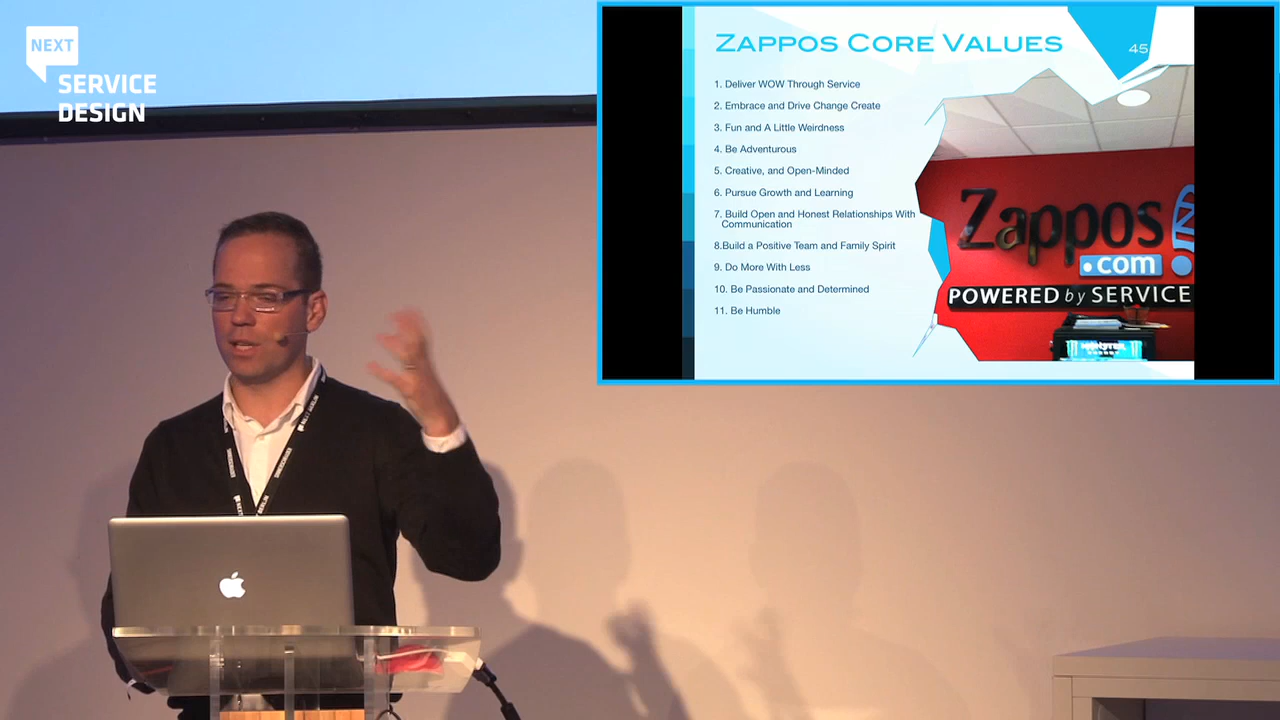 NEXT
SERVICE
DESIGN
ZAPPOS CORE VALUES
45
1. Deliver WOW Through Service
2. Embrace and Drive Change Create
3. Fun and A Little Weirdness
4. Be Adventurous
5. Creative, and Open-Minded
6. Pursue Growth and Learning
7. Build Open and Honest Relationships With
Communication
8.Build a Positive Team and Family Spirit
9. Do More With Less
10. Be Passionate and Determined
11. Be Humble
Zappos
.com
POWERED by SERVICE
MONSTER